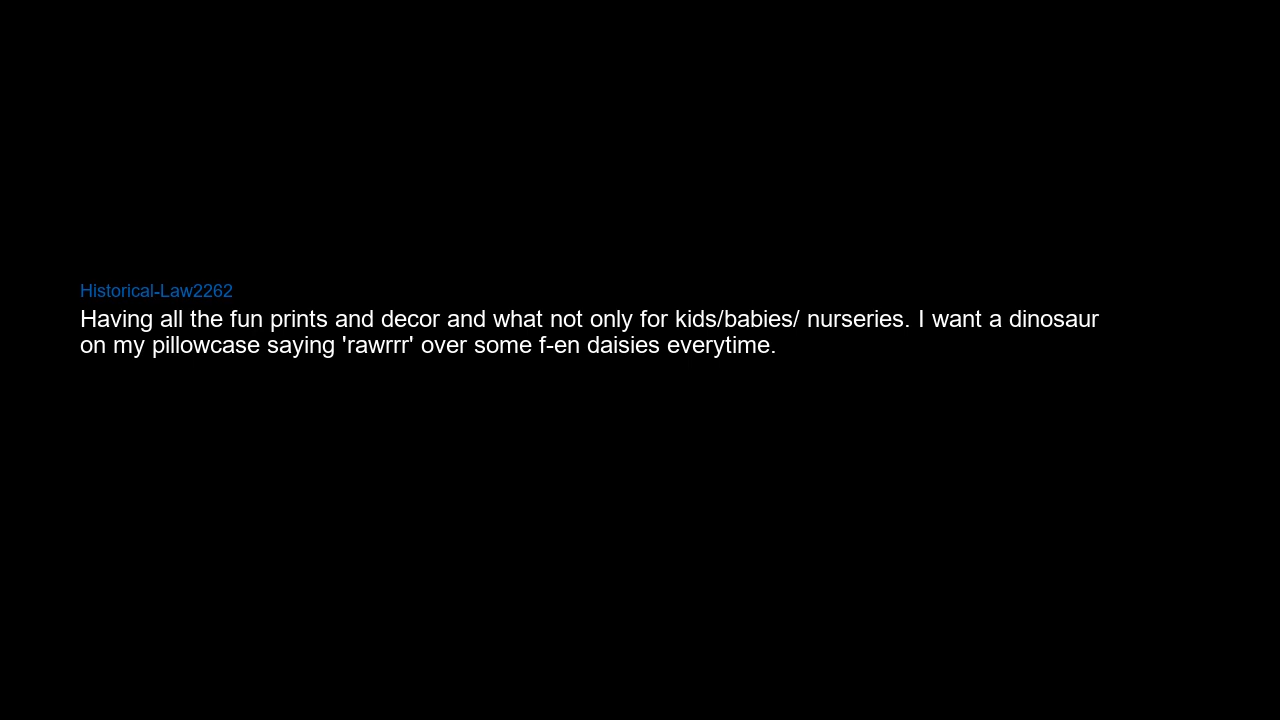 Historical-Law2262
Having all the fun prints and decor and what not only for kids/babies/ nurseries. I want a dinosaur
on my pillowcase saying 'rawrrr' over some f-en daisies everytime.